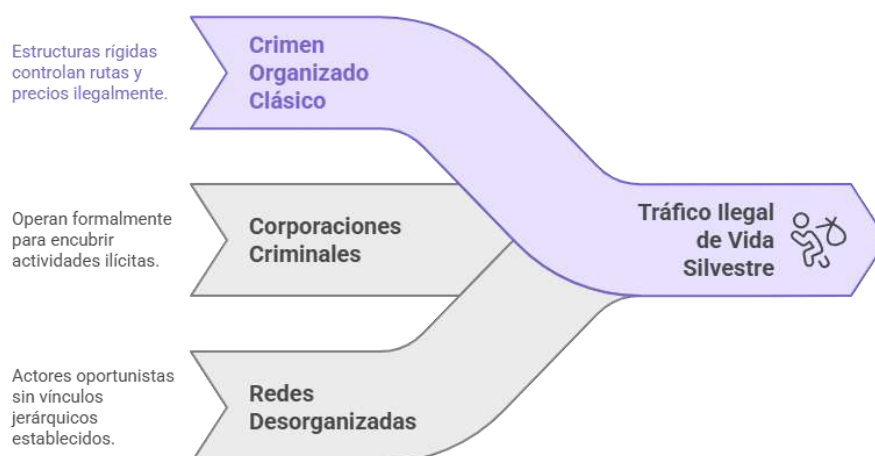 Estructuras rígidas
controlan rutas y
precios ilegalmente.
Crimen
Organizado
Clásico
Operan formalmente
para encubrir
actividades ilícitas.
Corporaciones
Criminales
Tráfico Ilegal
de Vida
Silvestre
Actores oportunistas
sin vínculos
jerárquicos
establecidos.
Redes
Desorganizadas